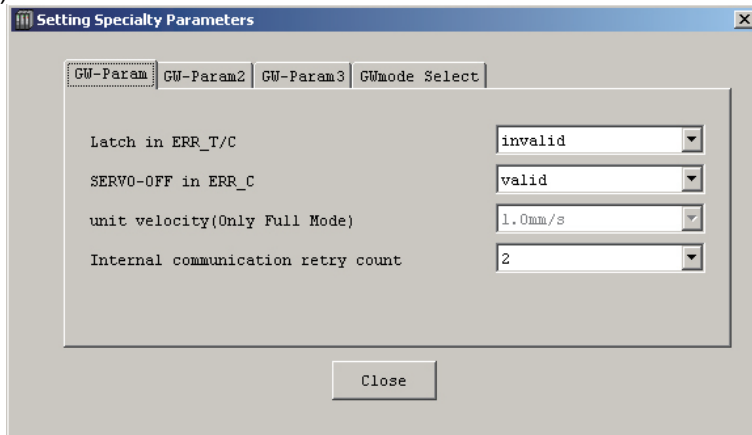 Setting Specialty Parameters
GW-Param GW-Param2 GW-Param3 GWmode Select
Latch in ERR_T/C invalid
SERVO-OFF in ERR_C valid
unit velocity(Only Full Mode) 1.0mm/s
Internal communication retry count 2
Close